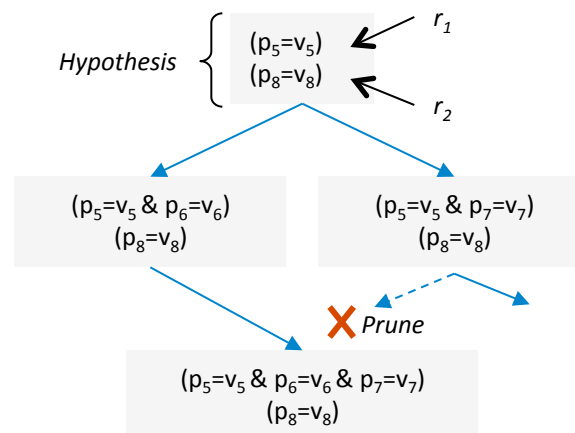 r₁
(p₅=v₅)
Hypothesis
(p₈=v₈)
r₂
(p₅=v₅ & p₆=v₆)
(p₈=v₈)
(p₅=v₅ & p₇=v₇)
(p₈=v₈)
Prune
(p₅=v₅ & p₆=v₆ & p₇=v₇)
(p₈=v₈)